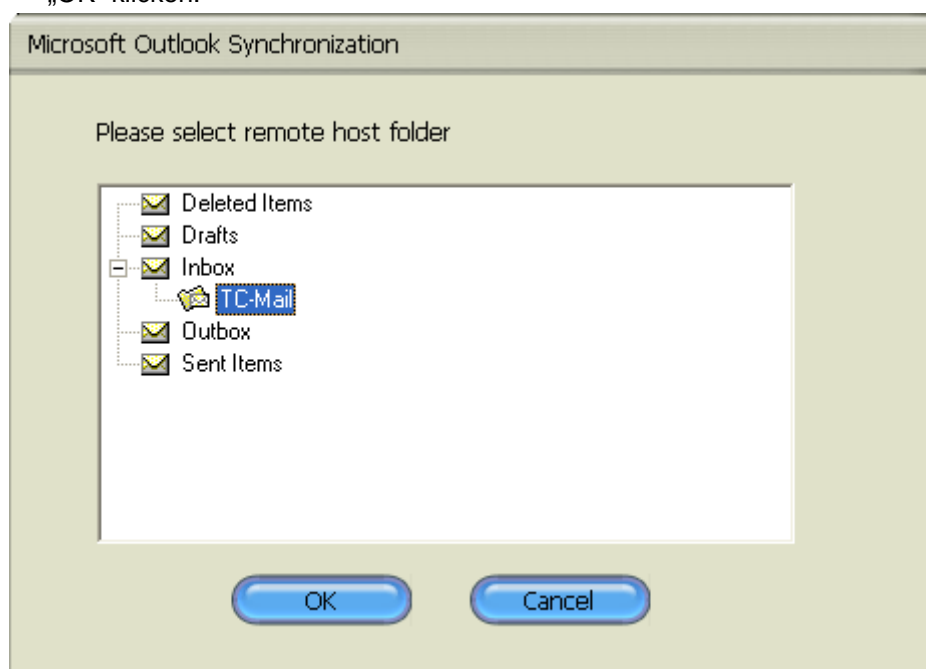 „OK“ klicken.
Microsoft Outlook Synchronization
Please select remote host folder
Deleted Items
Drafts
Inbox
TC-Mail
Outbox
Sent Items
OK Cancel